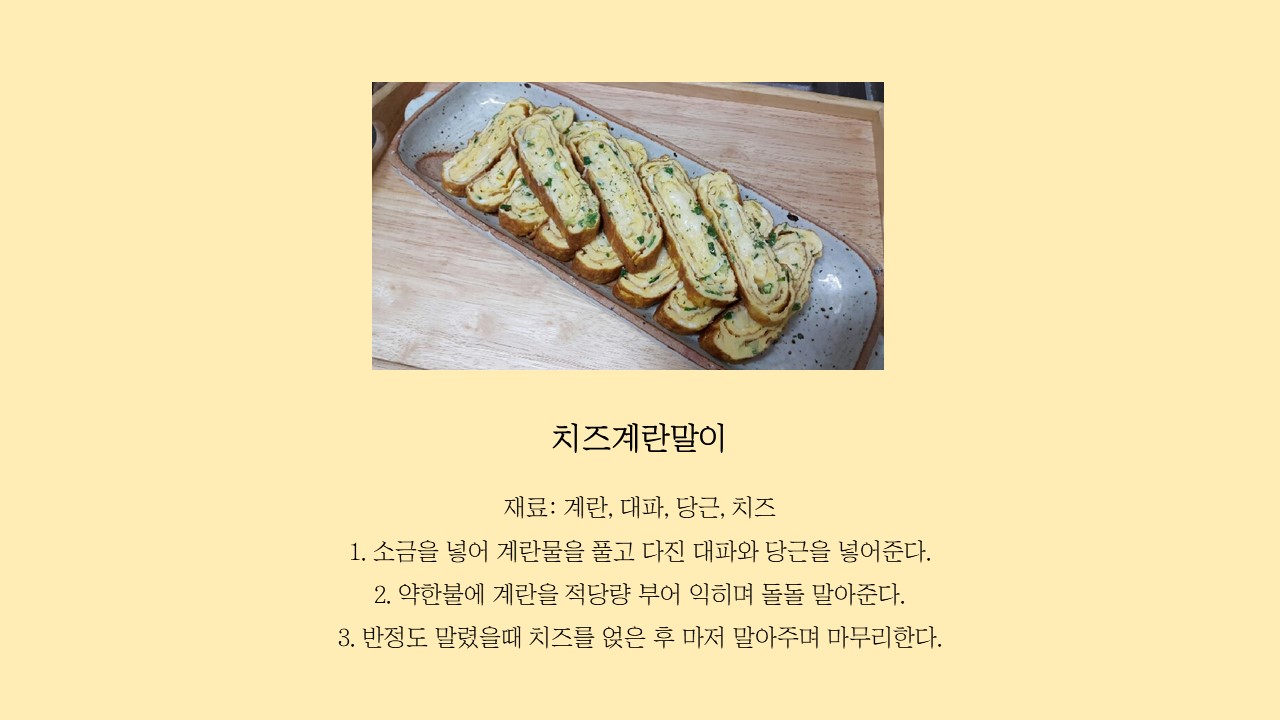 치즈계란말이
재료: 계란, 대파, 당근, 치즈
1. 소금을 넣어 계란물을 풀고 다진 대파와 당근을 넣어준다.
2. 약한불에 계란을 적당량 부어 익히며 돌돌 말아준다.
3. 반정도 말렸을때 치즈를 얹은 후 마저 말아주며 마무리한다.